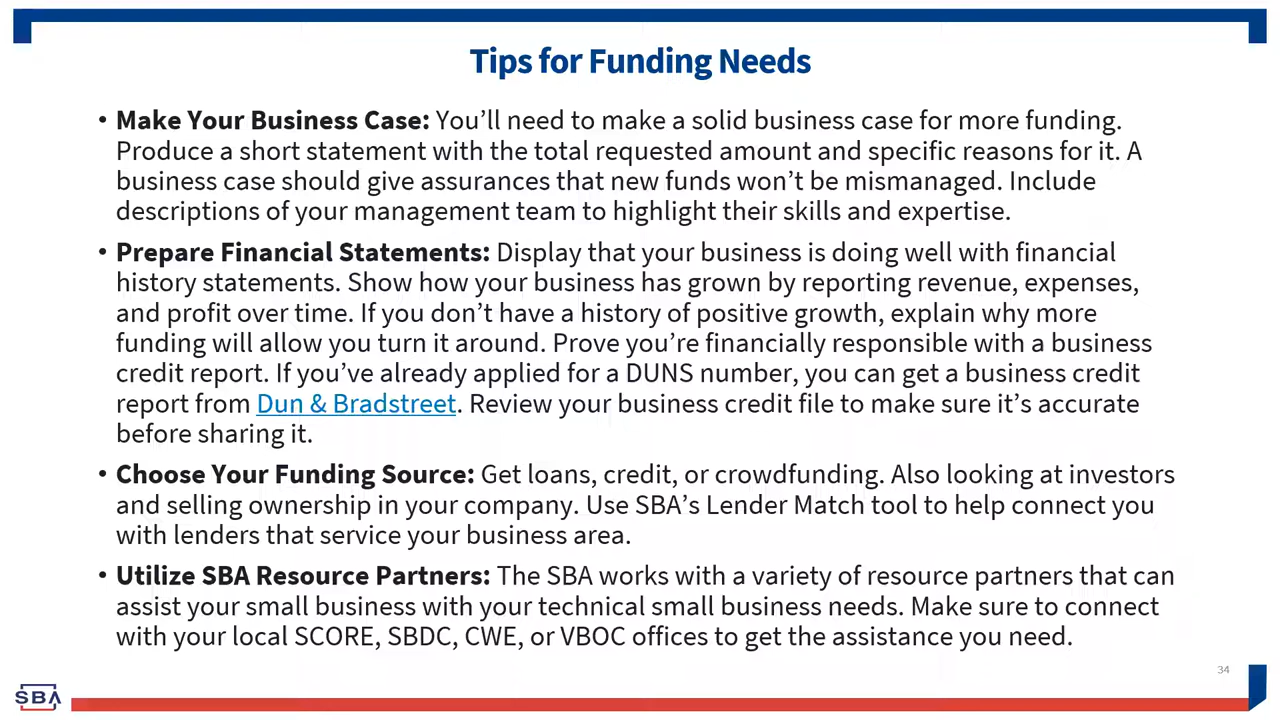 Tips for Funding Needs
• Make Your Business Case: You’ll need to make a solid business case for more funding.
Produce a short statement with the total requested amount and specific reasons for it. A
business case should give assurances that new funds won’t be mismanaged. Include
descriptions of your management team to highlight their skills and expertise.
• Prepare Financial Statements: Display that your business is doing well with financial
history statements. Show how your business has grown by reporting revenue, expenses,
and profit over time. If you don’t have a history of positive growth, explain why more
funding will allow you turn it around. Prove you’re financially responsible with a business
credit report. If you’ve already applied for a DUNS number, you can get a business credit
report from Dun & Bradstreet. Review your business credit file to make sure it’s accurate
before sharing it.
• Choose Your Funding Source: Get loans, credit, or crowdfunding. Also looking at investors
and selling ownership in your company. Use SBA’s Lender Match tool to help connect you
with lenders that service your business area.
• Utilize SBA Resource Partners: The SBA works with a variety of resource partners that can
assist your small business with your technical small business needs. Make sure to connect
with your local SCORE, SBDC, CWE, or VBOC offices to get the assistance you need.
34
SBA